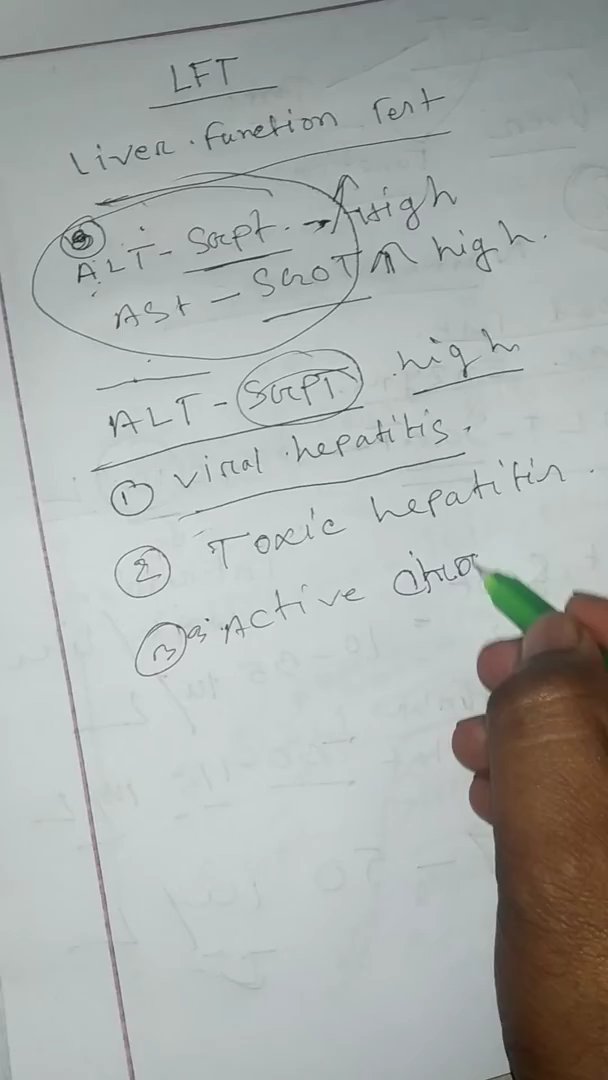 LFT
Liver. function Test
ALT - SGPT. → ↑ High
AST - SGOT ↑ high.
ALT - SGPT high
① viral hepatitis.
② Toxic hepatitis.
③ Active chro